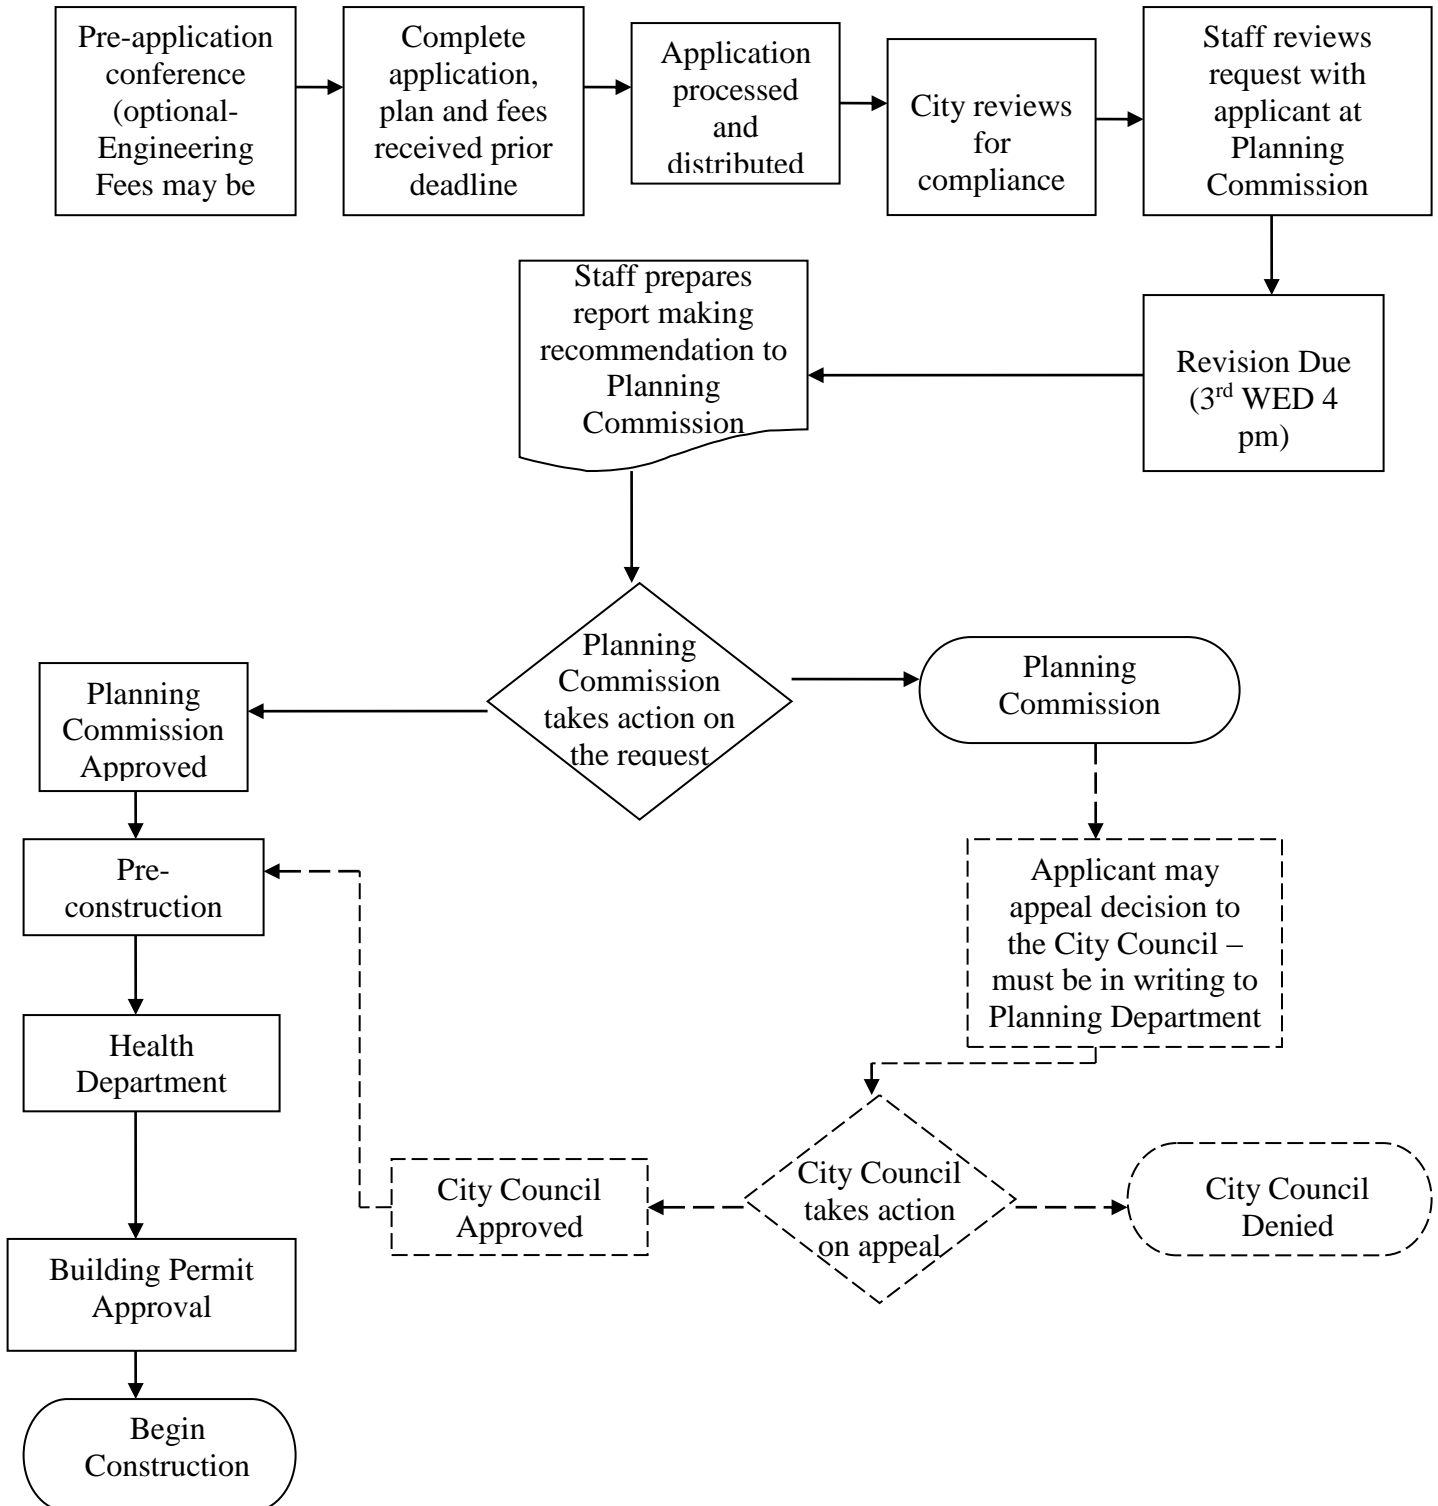 Pre-application
conference
(optional-
Engineering
Fees may be
Complete
application,
plan and fees
received prior
deadline
Application
processed
and
distributed
City reviews
for
compliance
Staff reviews
request with
applicant at
Planning
Commission
Revision Due
(3rd WED 4
pm)
Staff prepares
report making
recommendation to
Planning
Commission
Planning
Commission
takes action on
the request
Planning
Commission
Approved
Planning
Commission
Pre-
construction
Applicant may
appeal decision to
the City Council –
must be in writing to
Planning Department
Health
Department
City Council
takes action
on appeal
City Council
Approved
City Council
Denied
Building Permit
Approval
Begin
Construction